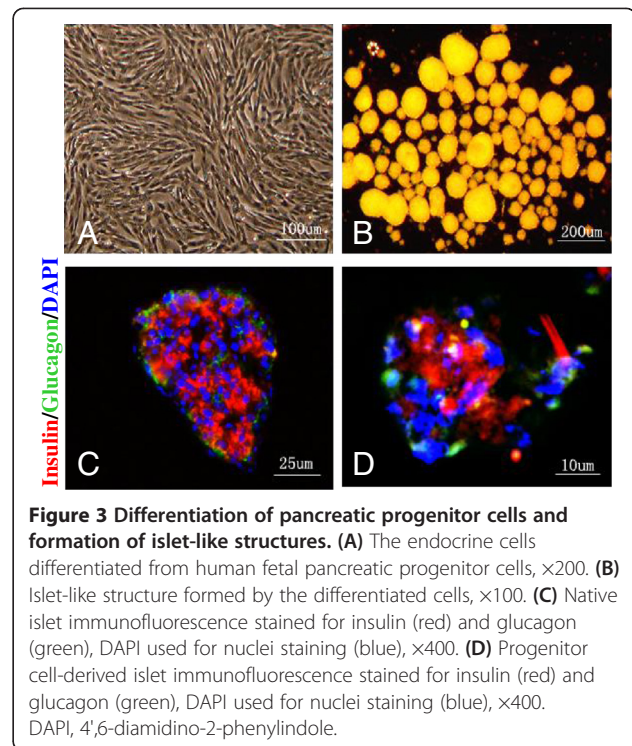 A
100um
B
200um
Insulin/Glucagon/DAPI
C
25um
D
10um
Figure 3 Differentiation of pancreatic progenitor cells and
formation of islet-like structures. (A) The endocrine cells
differentiated from human fetal pancreatic progenitor cells, ×200. (B)
Islet-like structure formed by the differentiated cells, ×100. (C) Native
islet immunofluorescence stained for insulin (red) and glucagon
(green), DAPI used for nuclei staining (blue), ×400. (D) Progenitor
cell-derived islet immunofluorescence stained for insulin (red) and
glucagon (green), DAPI used for nuclei staining (blue), ×400.
DAPI, 4',6-diamidino-2-phenylindole.